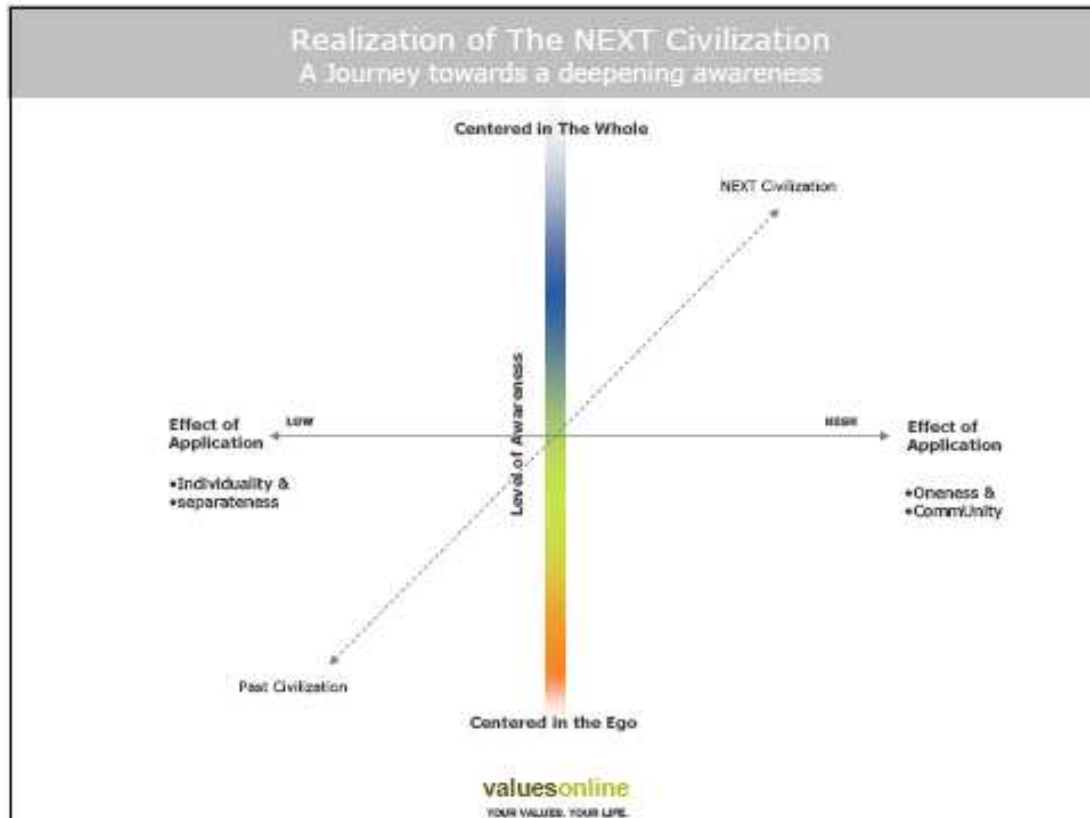 Realization of The NEXT Civilization
A Journey towards a deepening awareness
Centered in The Whole
NEXT Civilization
Level of Awareness
Effect of
Application
LOW
HIGH
Effect of
Application
•Individuality &
•separateness
•Oneness &
•CommUnity
Past Civilization
Centered in the Ego
valuesonline
YOUR VALUES. YOUR LIFE.